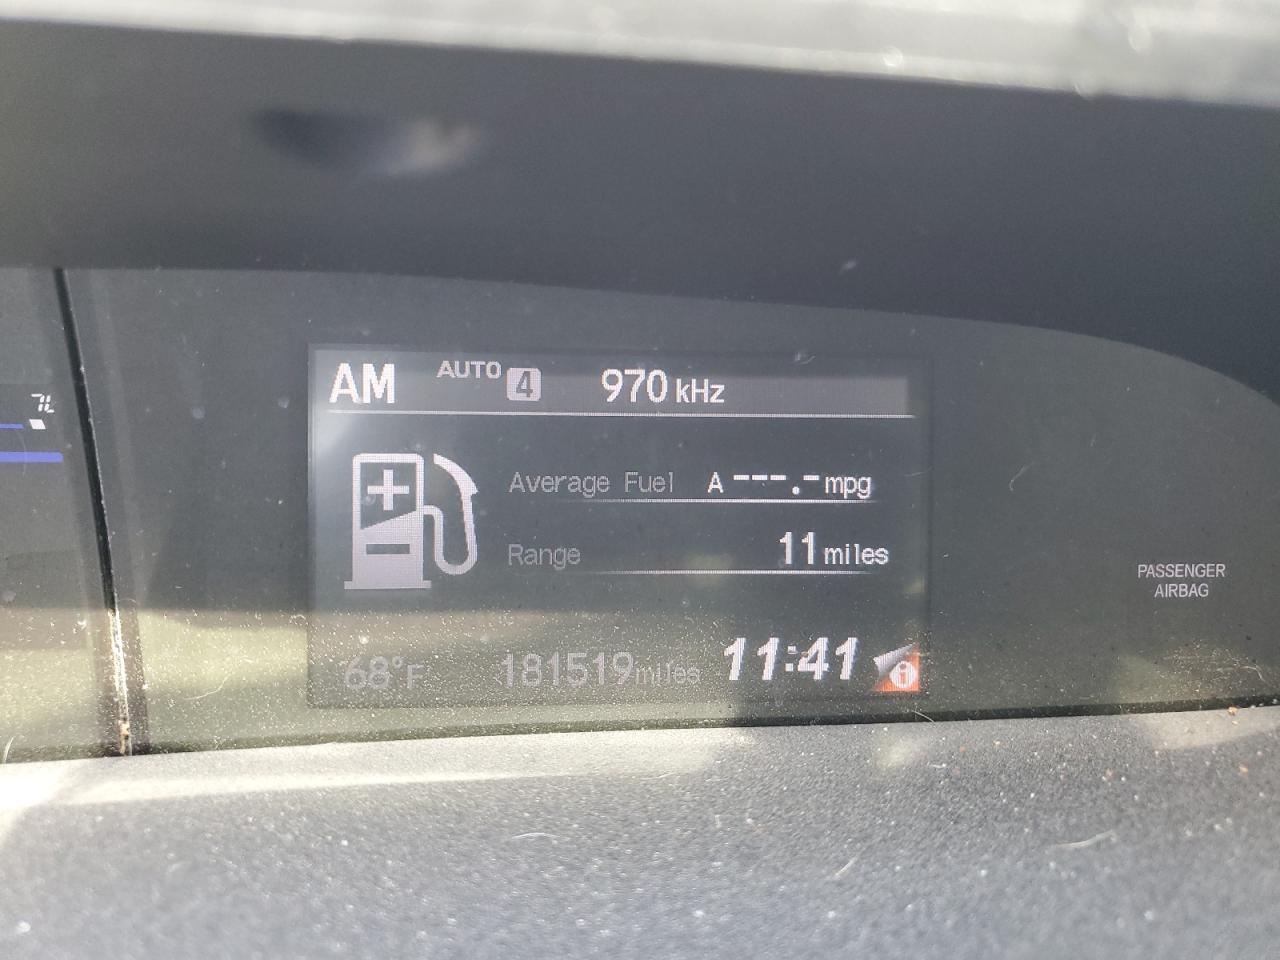 AM AUTO 4 970 kHz
Average Fuel A ---.- mpg
Range 11 miles
68°F 181519 miles 11:41 i
PASSENGER
AIRBAG